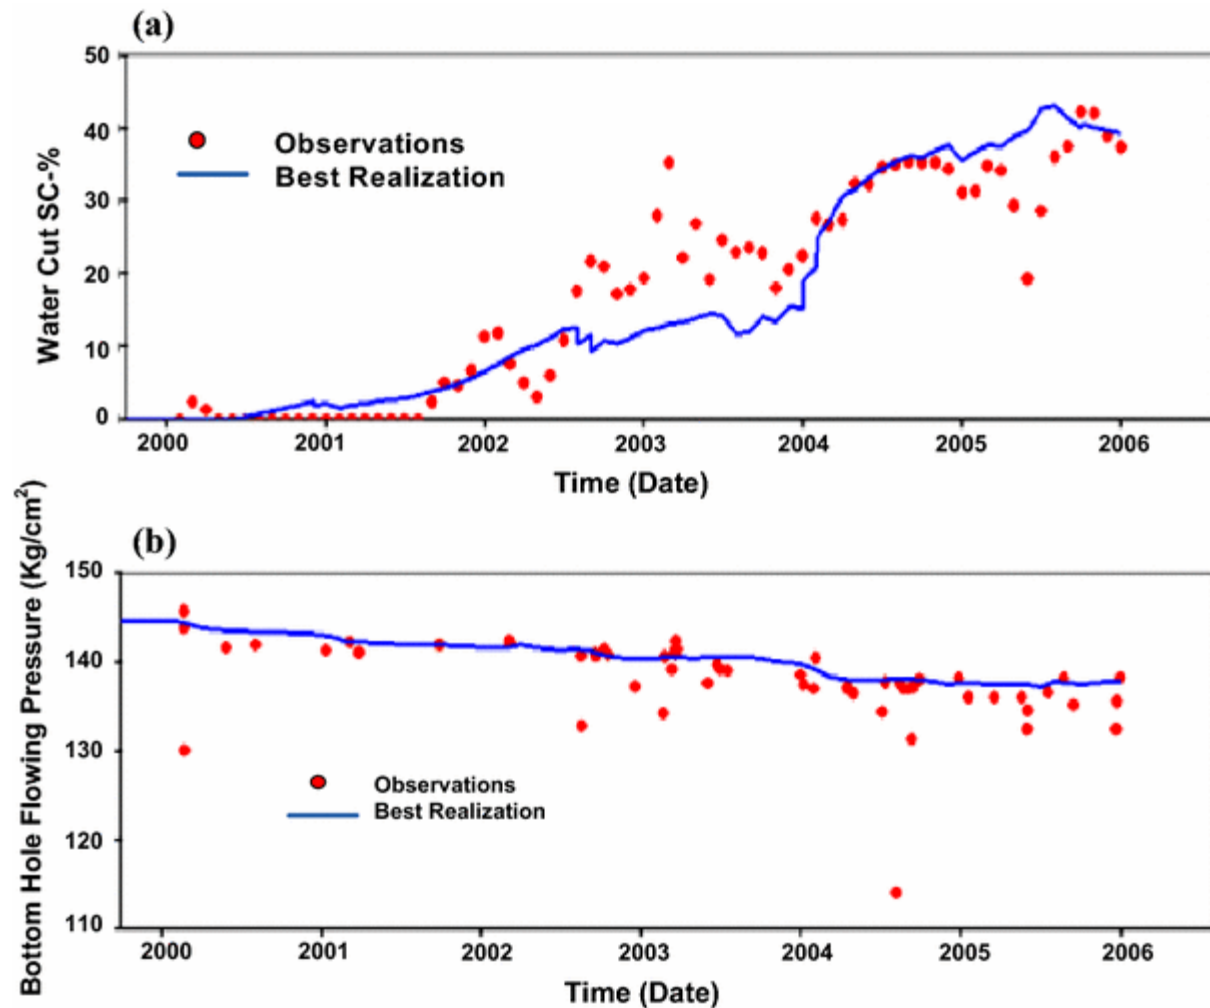 (a)
50
40
30
20
10
0
Water Cut SC-%
Observations
Best Realization
2000 2001 2002 2003 2004 2005 2006
Time (Date)
(b)
150
140
130
120
110
Bottom Hole Flowing Pressure (Kg/cm²)
Observations
Best Realization
2000 2001 2002 2003 2004 2005 2006
Time (Date)